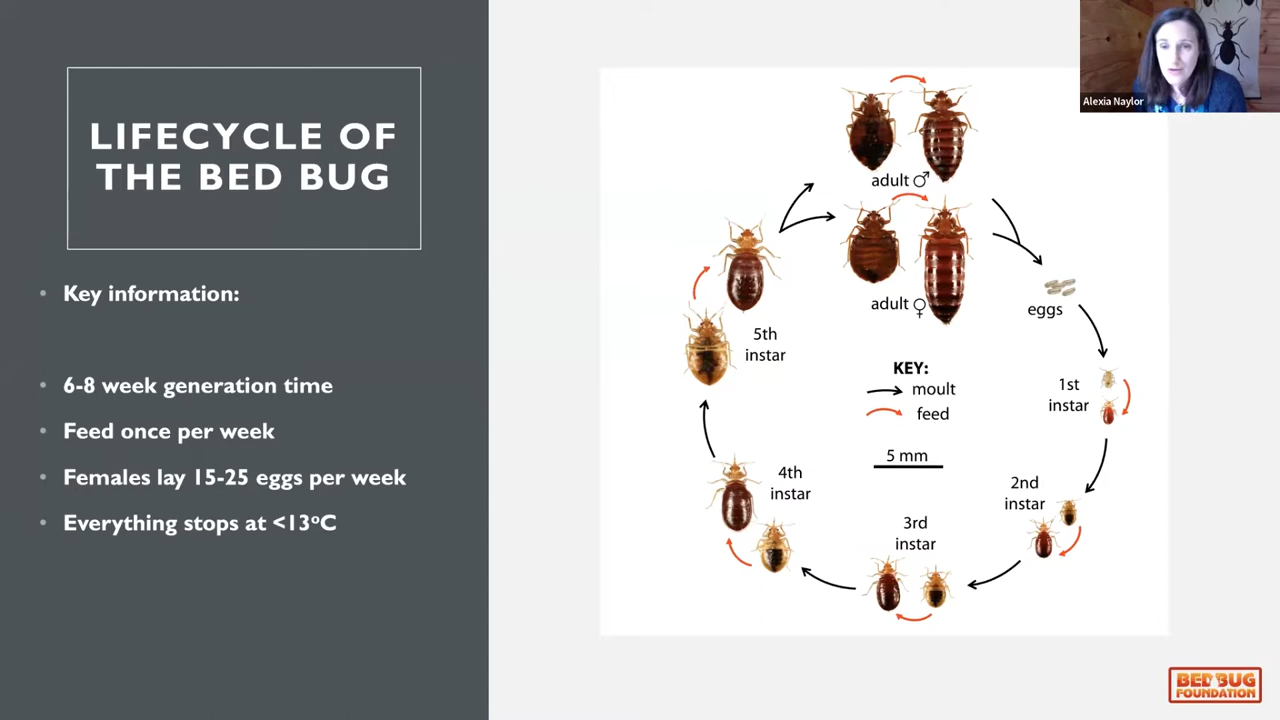 LIFECYCLE OF
THE BED BUG
Key information:
6-8 week generation time
Feed once per week
Females lay 15-25 eggs per week
Everything stops at <13ºC
Alexia Naylor
adult ♂
adult ♀
eggs
1st
instar
2nd
instar
3rd
instar
4th
instar
5th
instar
KEY:
moult
feed
5 mm
BED BUG
FOUNDATION